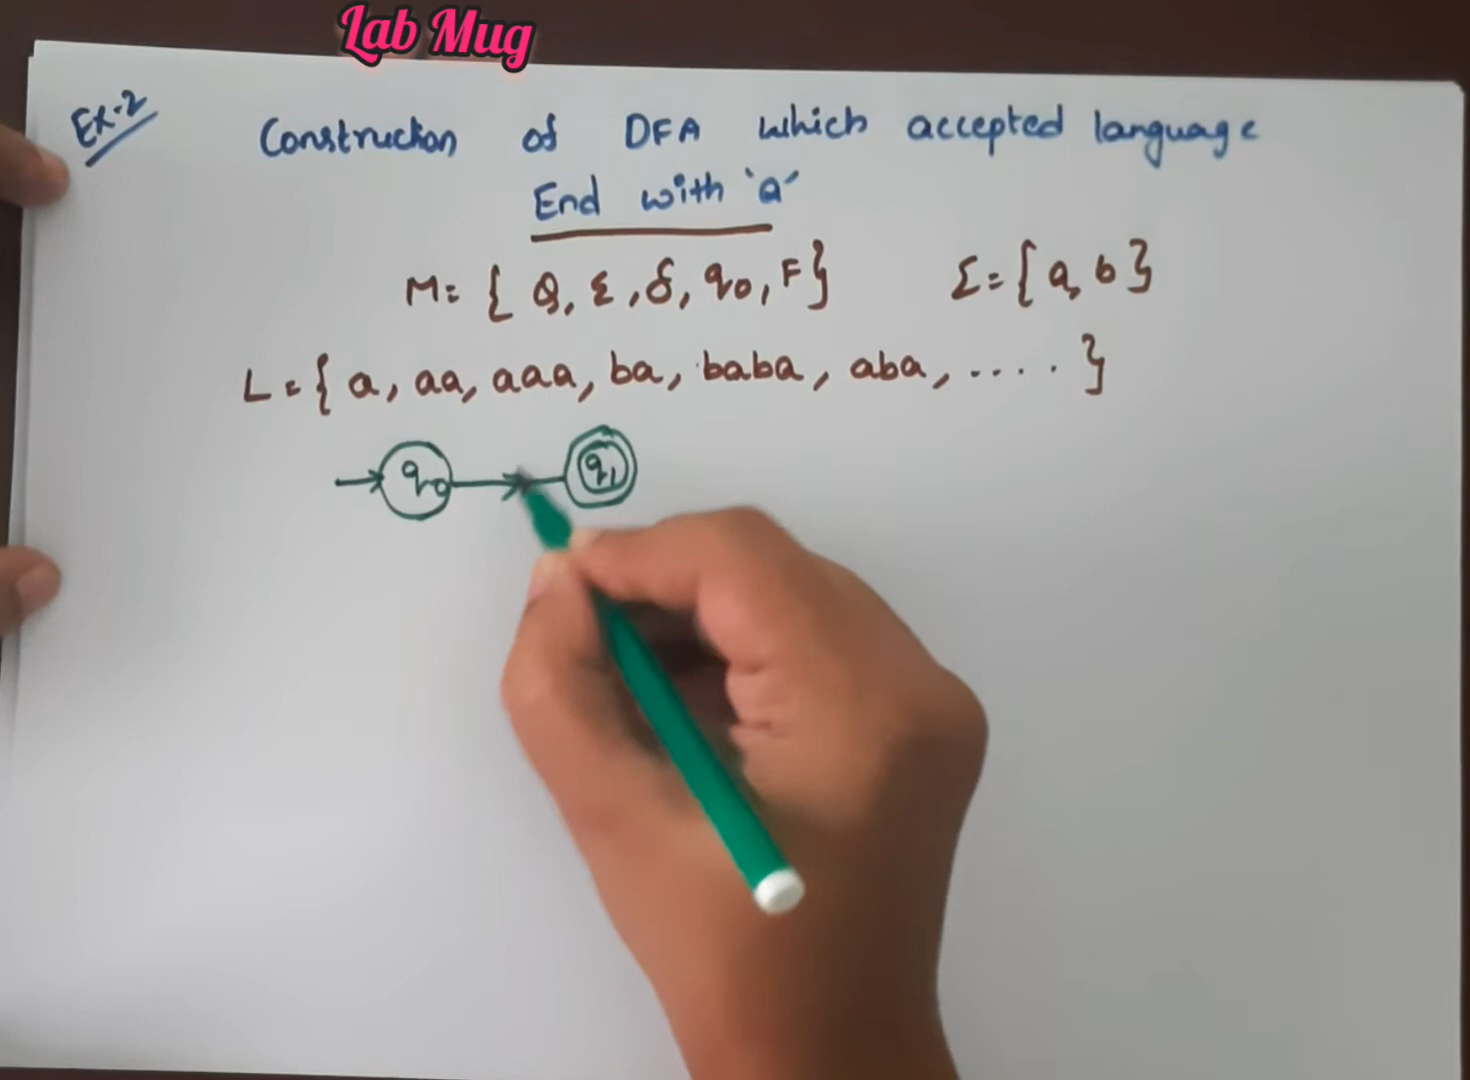 Lab Mug
Ex-2
Construction of DFA which accepted language
End with 'a'
M= { Q, Σ, δ, q0, F} Σ= { a, b }
L = { a, aa, aaa, ba, baba, aba, .... }
q0 q1